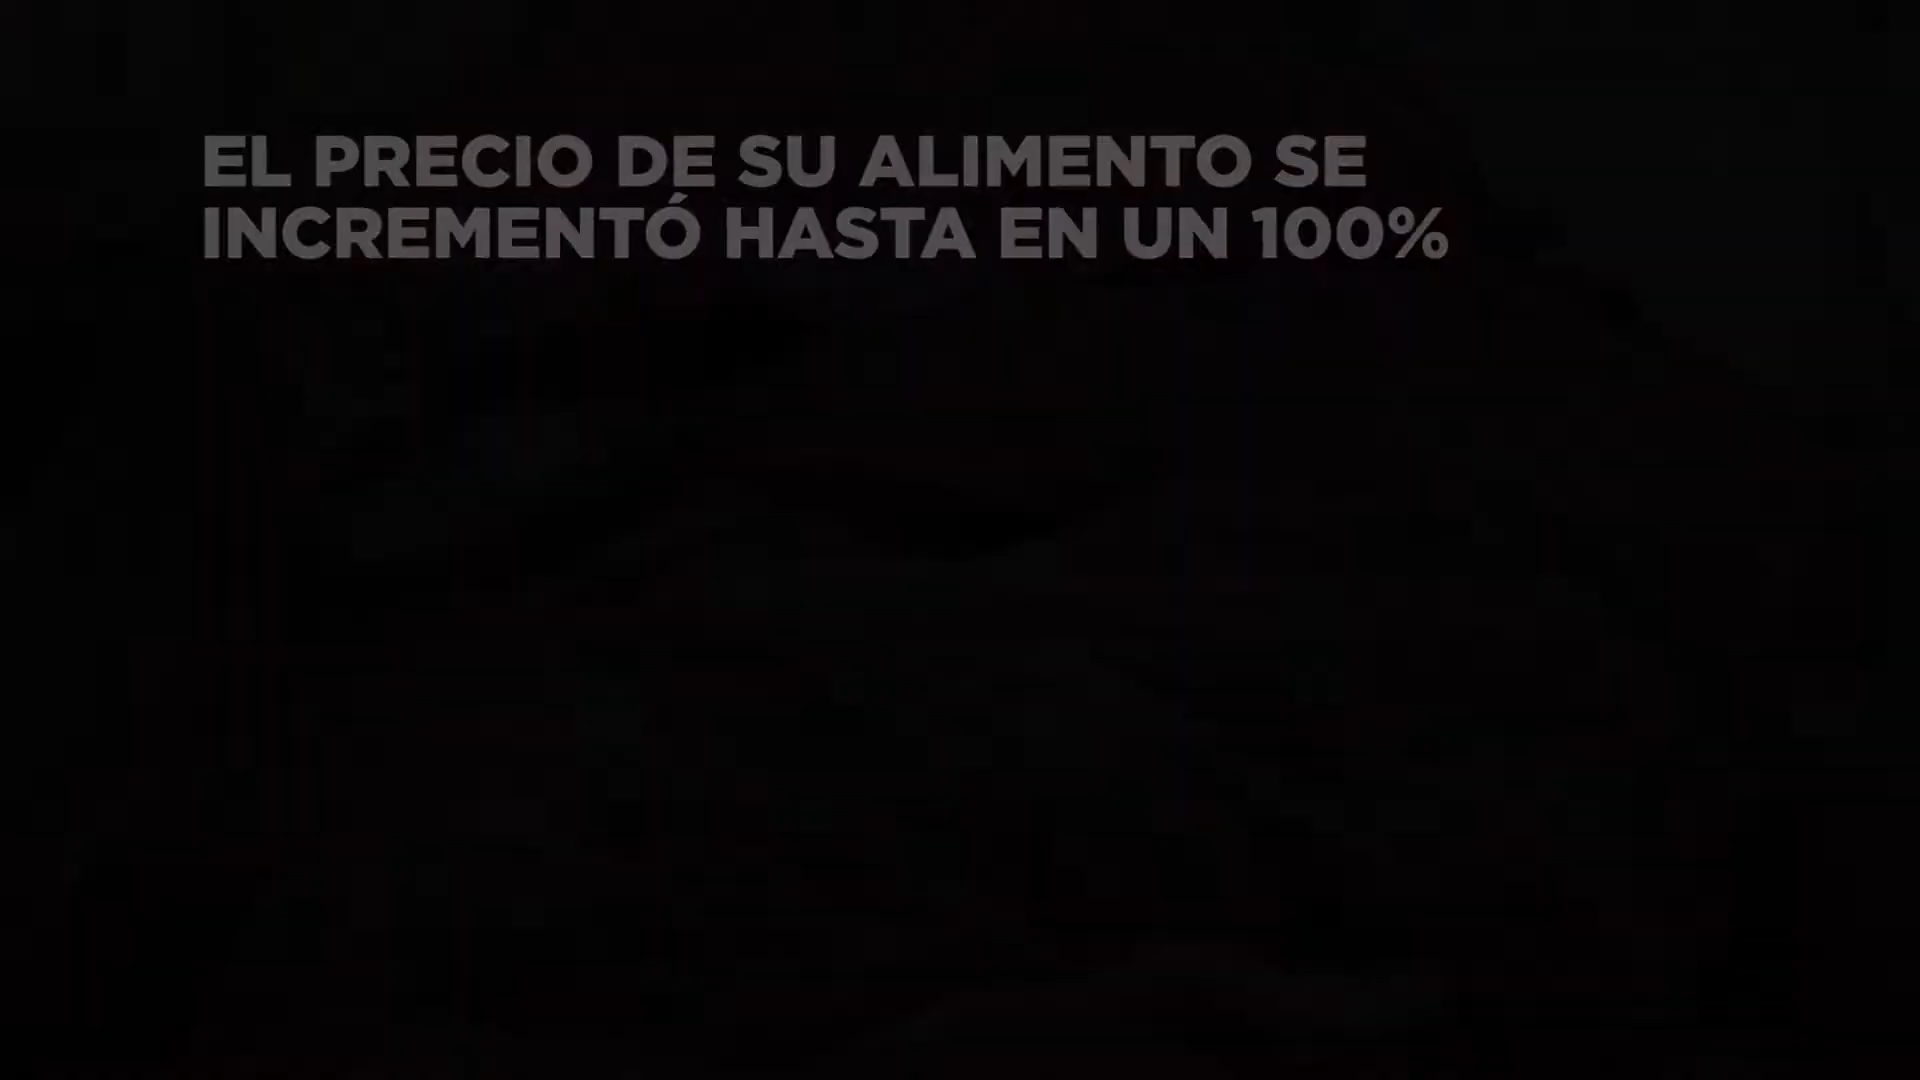 EL PRECIO DE SU ALIMENTO SE
INCREMENTÓ HASTA EN UN 100%